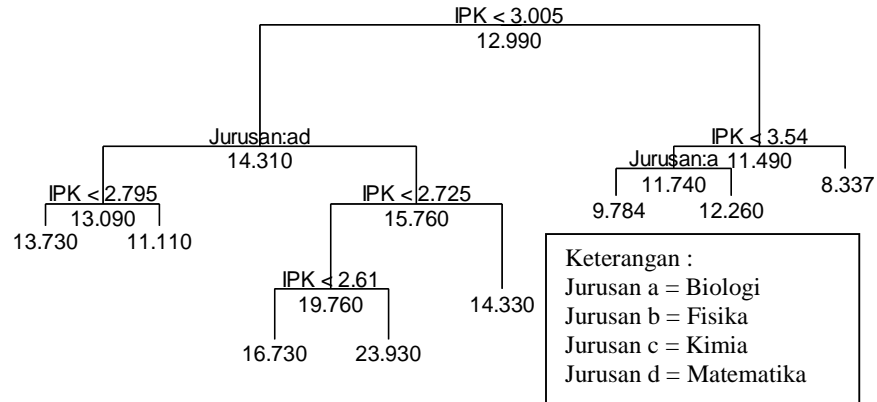 IPK < 3.005
12.990
Jurusan:ad
14.310
IPK < 3.54
11.490
IPK < 2.795
13.090
IPK < 2.725
15.760
Jurusan:a
11.740
8.337
13.730
11.110
9.784
12.260
IPK < 2.61
19.760
14.330
16.730
23.930
Keterangan :
Jurusan a = Biologi
Jurusan b = Fisika
Jurusan c = Kimia
Jurusan d = Matematika